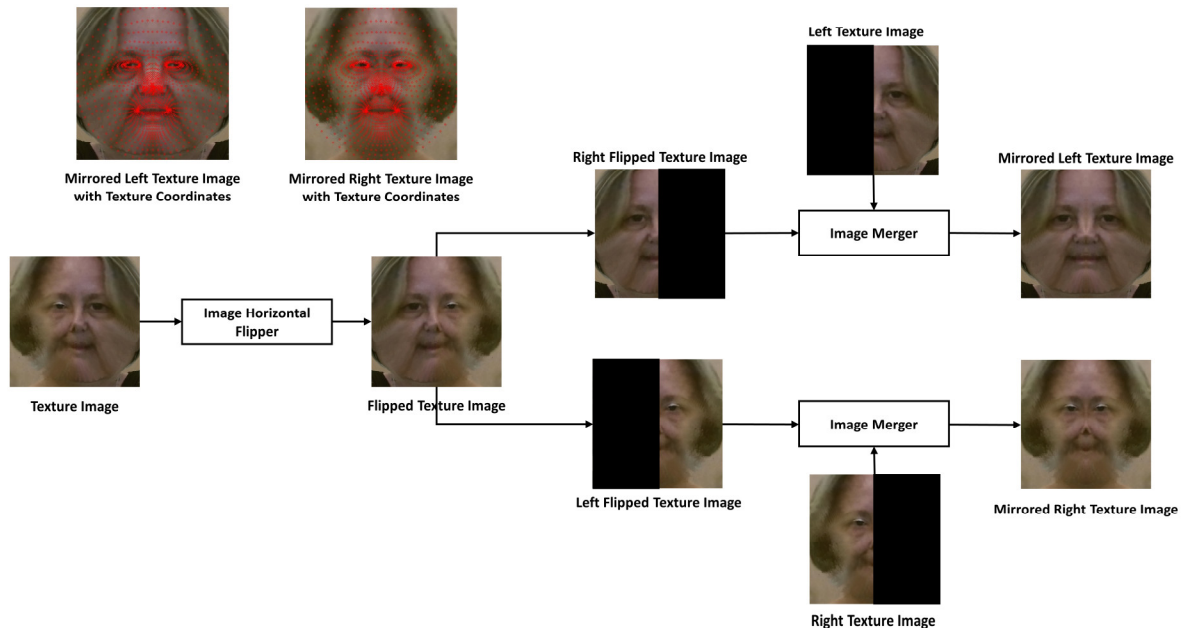 Left Texture Image
Right Flipped Texture Image
Mirrored Left Texture Image
Mirrored Left Texture Image
with Texture Coordinates
Mirrored Right Texture Image
with Texture Coordinates
Image Merger
Image Horizontal
Flipper
Texture Image
Flipped Texture Image
Image Merger
Left Flipped Texture Image
Mirrored Right Texture Image
Right Texture Image